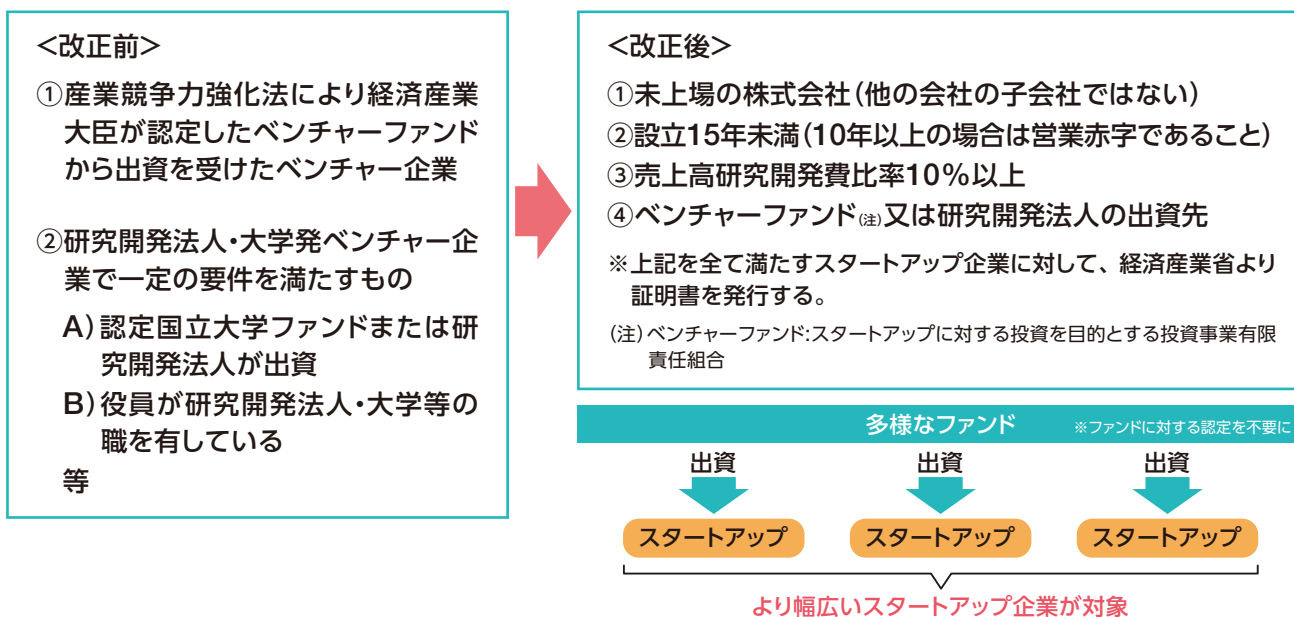 ＜改正前＞
①産業競争力強化法により経済産業
大臣が認定したベンチャーファンド
から出資を受けたベンチャー企業
②研究開発法人・大学発ベンチャー企
業で一定の要件を満たすもの
A）認定国立大学ファンドまたは研
究開発法人が出資
B）役員が研究開発法人・大学等の
職を有している
等
＜改正後＞
①未上場の株式会社（他の会社の子会社ではない）
②設立15年未満（10年以上の場合は営業赤字であること）
③売上高研究開発費比率10％以上
④ベンチャーファンド(注)又は研究開発法人の出資先
※上記を全て満たすスタートアップ企業に対して、経済産業省より
証明書を発行する。
（注）ベンチャーファンド：スタートアップに対する投資を目的とする投資事業有限
責任組合
多様なファンド ※ファンドに対する認定を不要に
出資 出資 出資
スタートアップ スタートアップ スタートアップ
より幅広いスタートアップ企業が対象